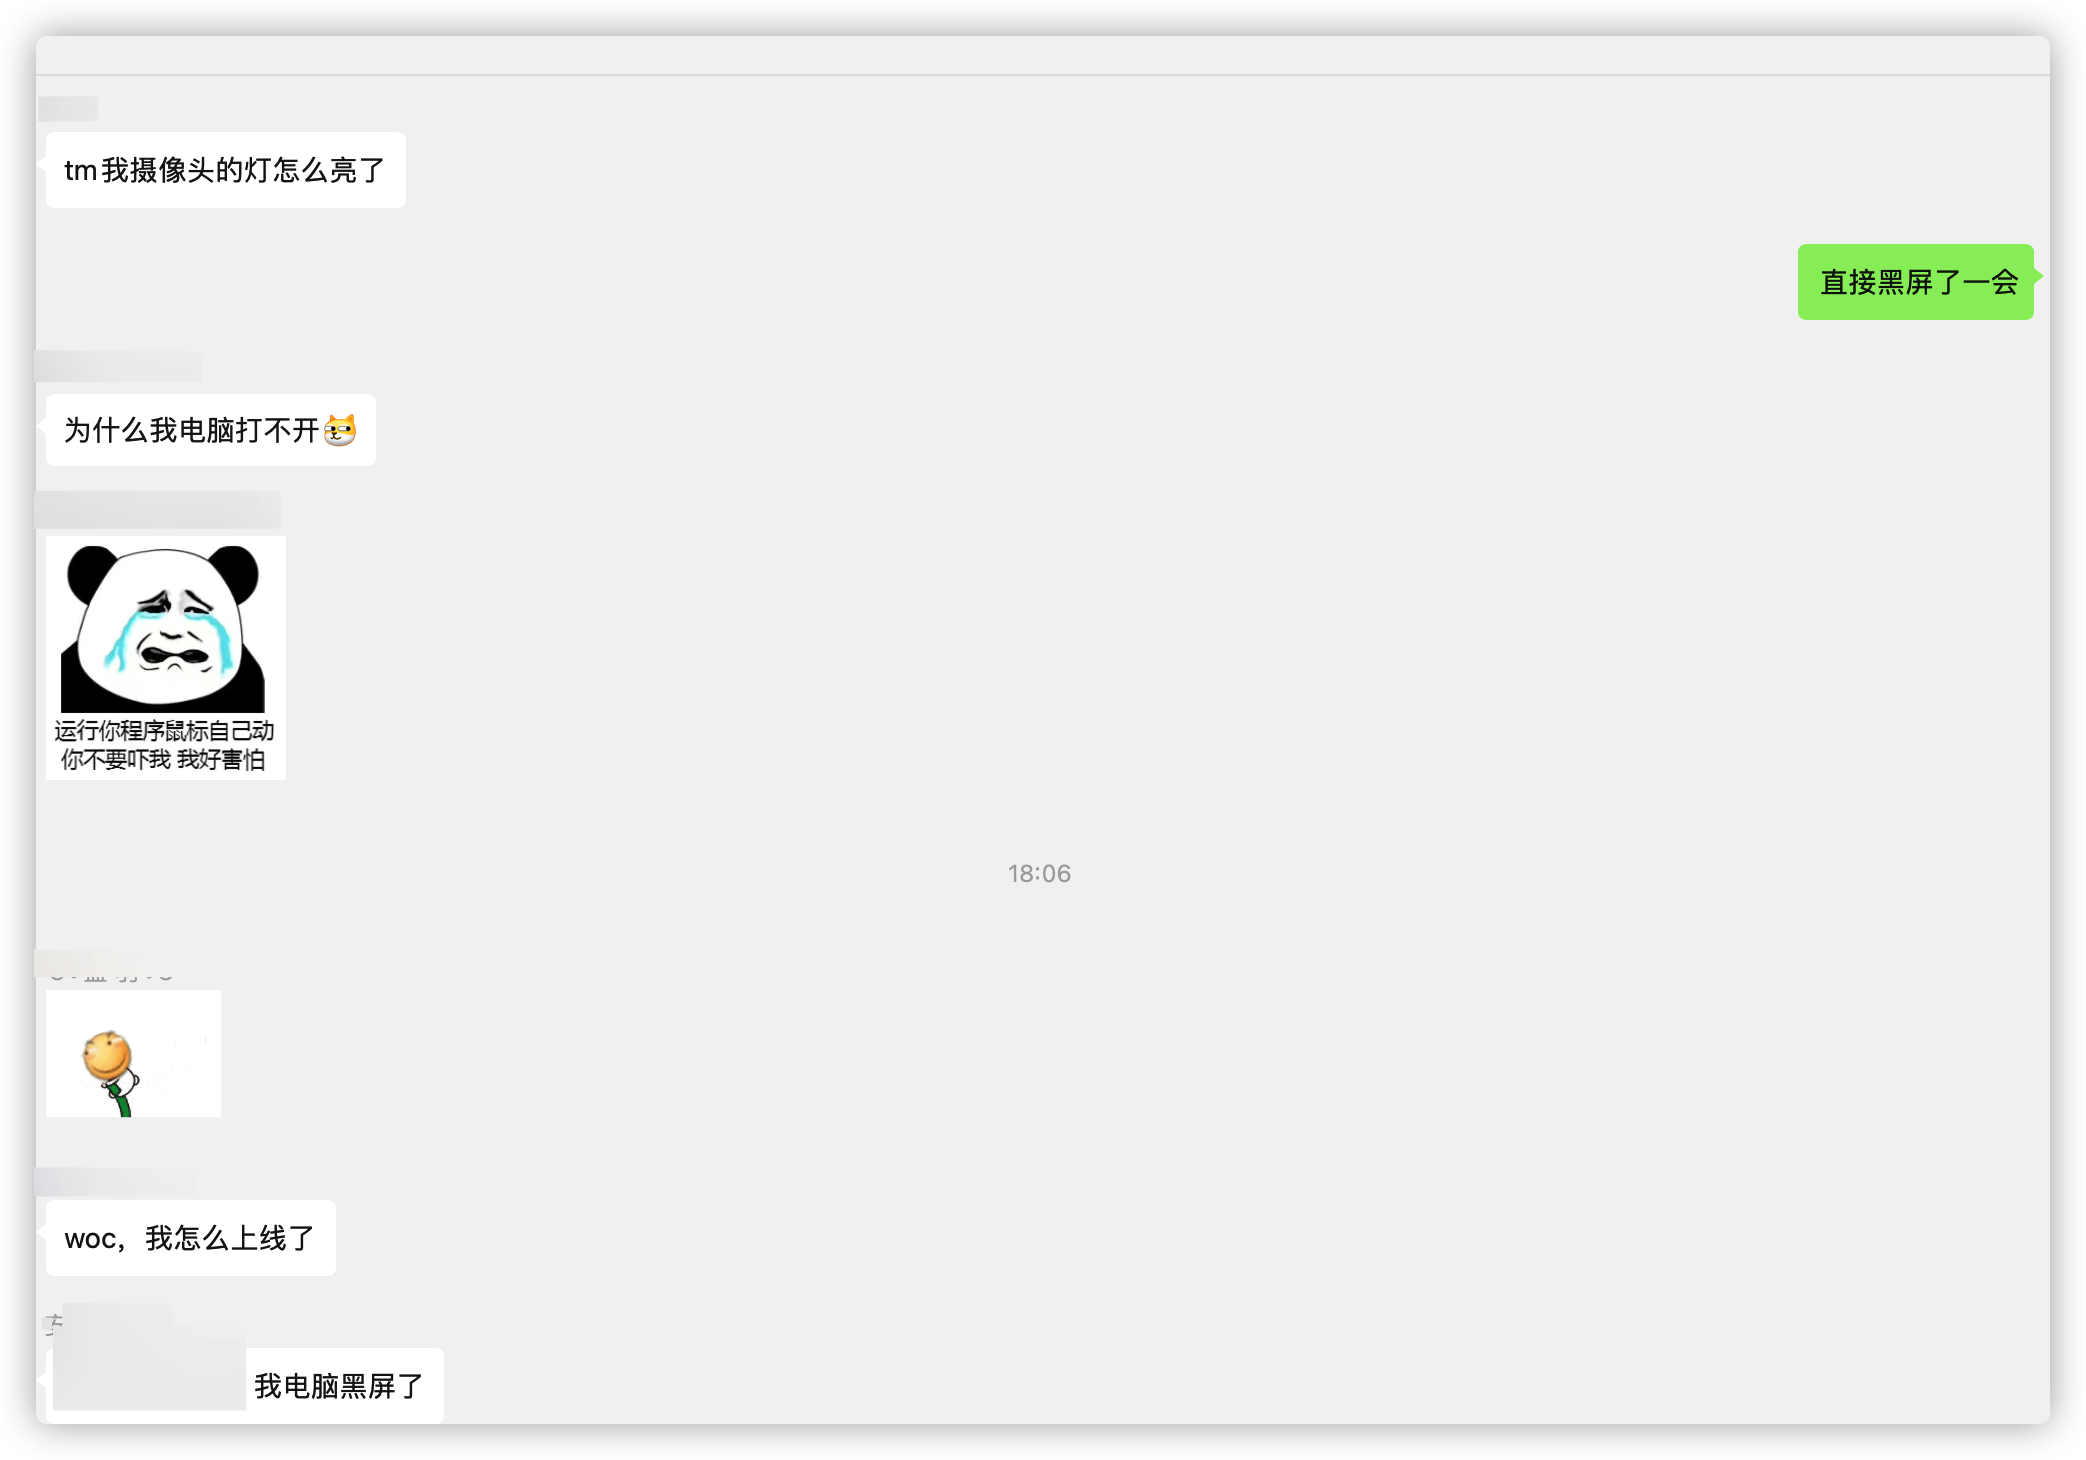 tm我摄像头的灯怎么亮了
直接黑屏了一会
为什么我电脑打不开
运行你程序鼠标自己动
你不要吓我 我好害怕
18:06
woc，我怎么上线了
我电脑黑屏了